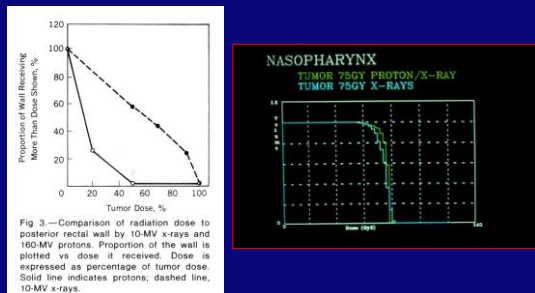 120
100
80
60
40
20
Proportion of Wall Receiving
More Than Dose Shown, %
0 20 40 60 80 100
Tumor Dose, %
Fig 3.—Comparison of radiation dose to
posterior rectal wall by 10-MV x-rays and
160-MV protons. Proportion of the wall is
plotted vs dose it received. Dose is
expressed as percentage of tumor dose.
Solid line indicates protons; dashed line,
10-MV x-rays.
NASOPHARYNX
TUMOR 75GY PROTON/X-RAY
TUMOR 75GY X-RAYS
Dose (GyE)